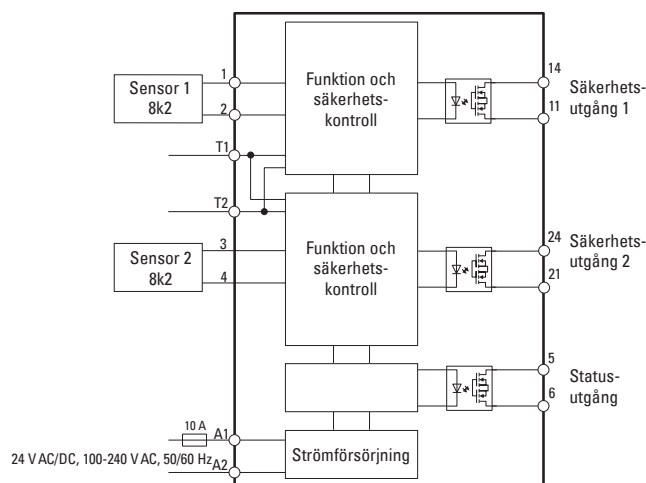 Sensor 1
8k2
1
2
T1
T2
Funktion och
säkerhets-
kontroll
14
11
Säkerhets-
utgång 1
Sensor 2
8k2
3
4
Funktion och
säkerhets-
kontroll
24
21
Säkerhets-
utgång 2
5
6
Status-
utgång
10 A
A1
24 V AC/DC, 100-240 V AC, 50/60 Hz
A2
Strömförsörjning